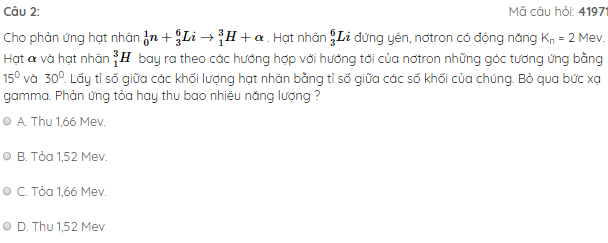 Câu 2:
Mã câu hỏi: 41971
Cho phản ứng hạt nhân ¹₀n + ⁶₃Li → ³₁H + α . Hạt nhân ⁶₃Li đứng yên, nơtron có động năng Kₙ = 2 Mev.
Hạt α và hạt nhân ³₁H bay ra theo các hướng hợp với hướng tới của nơtron những góc tương ứng bằng
15⁰ và 30⁰. Lấy tỉ số giữa các khối lượng hạt nhân bằng tỉ số giữa các số khối của chúng. Bỏ qua bức xạ
gamma. Phản ứng tỏa hay thu bao nhiêu năng lượng ?
A. Thu 1,66 Mev.
B. Tỏa 1,52 Mev.
C. Tỏa 1,66 Mev.
D. Thu 1,52 Mev